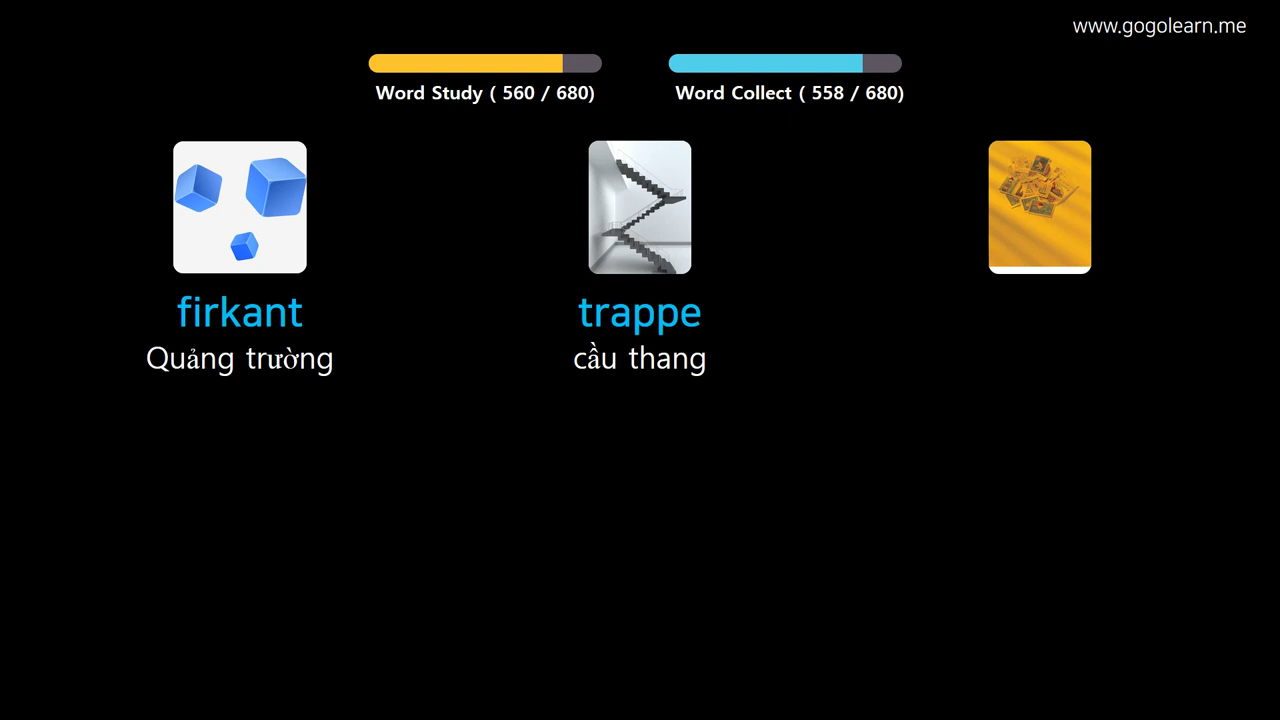 www.gogolearn.me
Word Study ( 560 / 680)
Word Collect ( 558 / 680)
firkant
trappe
Quảng trường
cầu thang